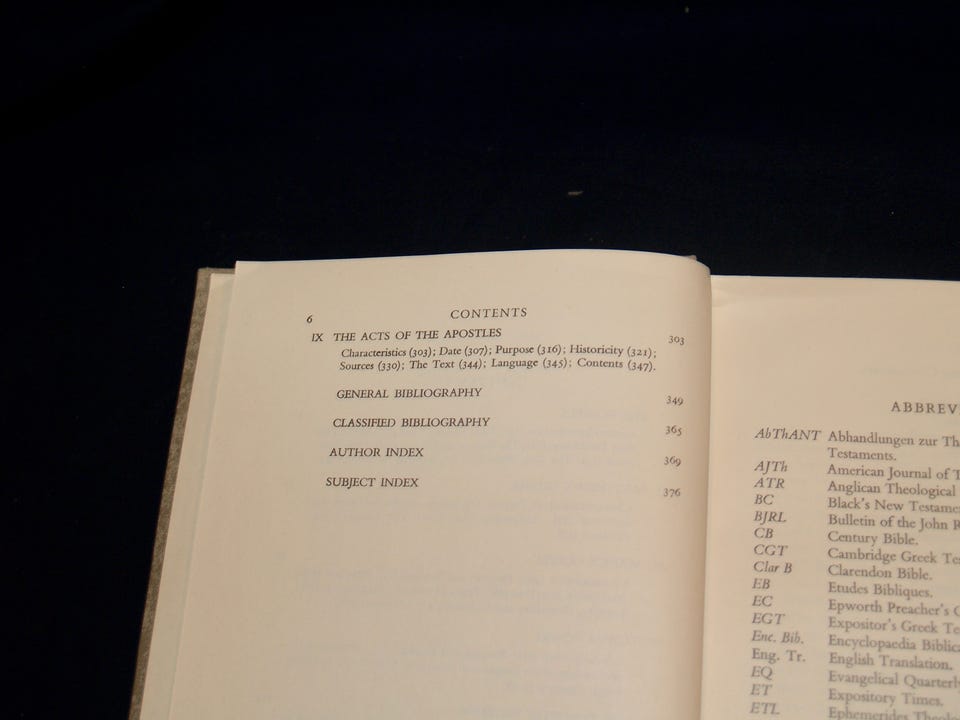 6 CONTENTS
IX THE ACTS OF THE APOSTLES 303
Characteristics (303); Date (307); Purpose (316); Historicity (321);
Sources (330); The Text (344); Language (345); Contents (347).
GENERAL BIBLIOGRAPHY 349
CLASSIFIED BIBLIOGRAPHY 365
AUTHOR INDEX 369
SUBJECT INDEX 376
ABBREV
AbThANT Abhandlungen zur Th
Testaments.
AJTh American Journal of T
ATR Anglican Theological
BC Black's New Testame
BJRL Bulletin of the John R
CB Century Bible.
CGT Cambridge Greek Tes
Clar B Clarendon Bible.
EB Etudes Bibliques.
EC Epworth Preacher's C
EGT Expositor's Greek Te
Enc. Bib. Encyclopaedia Biblica
Eng. Tr. English Translation.
EQ Evangelical Quarterly
ET Expository Times.
ETL Ephemerides Theolo